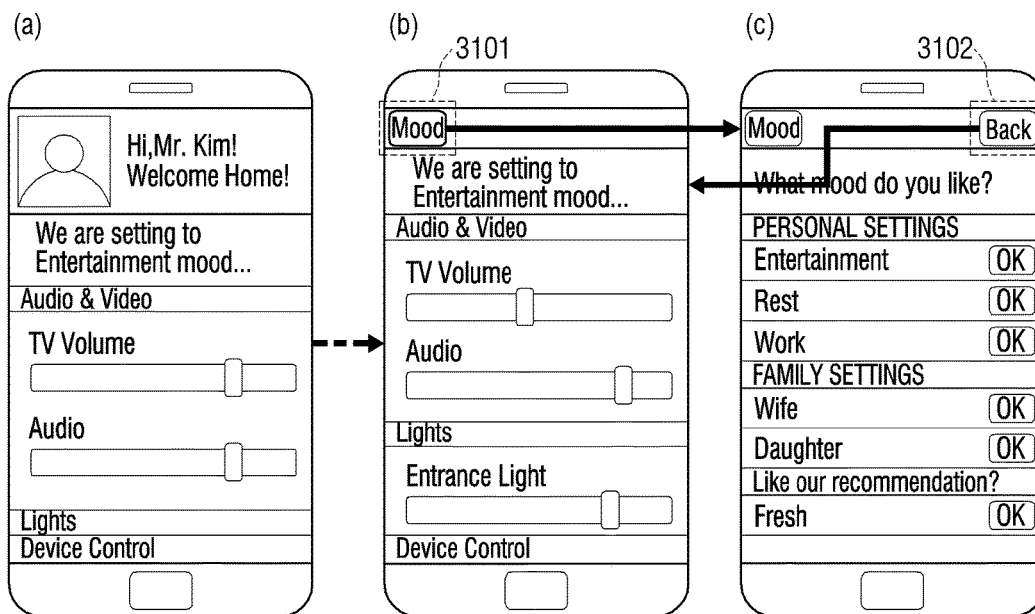 (a)
Hi,Mr. Kim!
Welcome Home!
We are setting to
Entertainment mood...
Audio & Video
TV Volume
Audio
Lights
Device Control
(b)
3101
Mood
We are setting to
Entertainment mood...
Audio & Video
TV Volume
Audio
Lights
Entrance Light
Device Control
(c)
3102
Mood
Back
What mood do you like?
PERSONAL SETTINGS
Entertainment OK
Rest OK
Work OK
FAMILY SETTINGS
Wife OK
Daughter OK
Like our recommendation?
Fresh OK